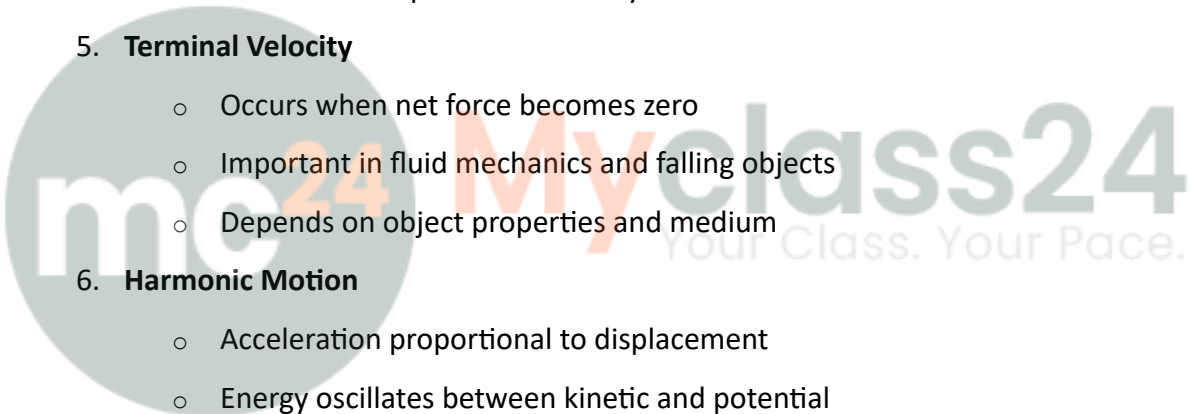 5. Terminal Velocity
o Occurs when net force becomes zero
o Important in fluid mechanics and falling objects
o Depends on object properties and medium
6. Harmonic Motion
o Acceleration proportional to displacement
o Energy oscillates between kinetic and potential
mc24 Myclass24
Your Class. Your Pace.